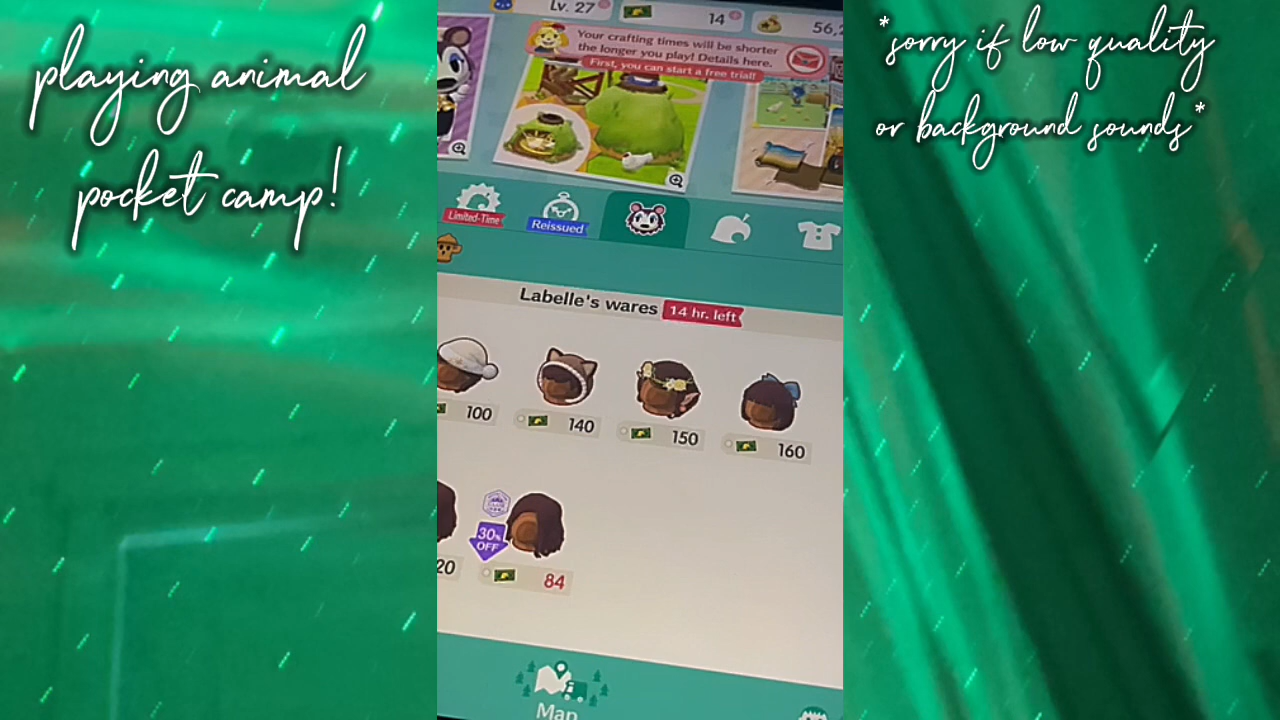 playing animal
pocket camp!
*sorry if low quality
or background sounds*
Lv. 27
14
56,2
Your crafting times will be shorter
the longer you play! Details here.
First, you can start a free trial!
Limited-Time
Reissued
Labelle's wares
14 hr. left
100
140
150
160
30% OFF
20
84
Map